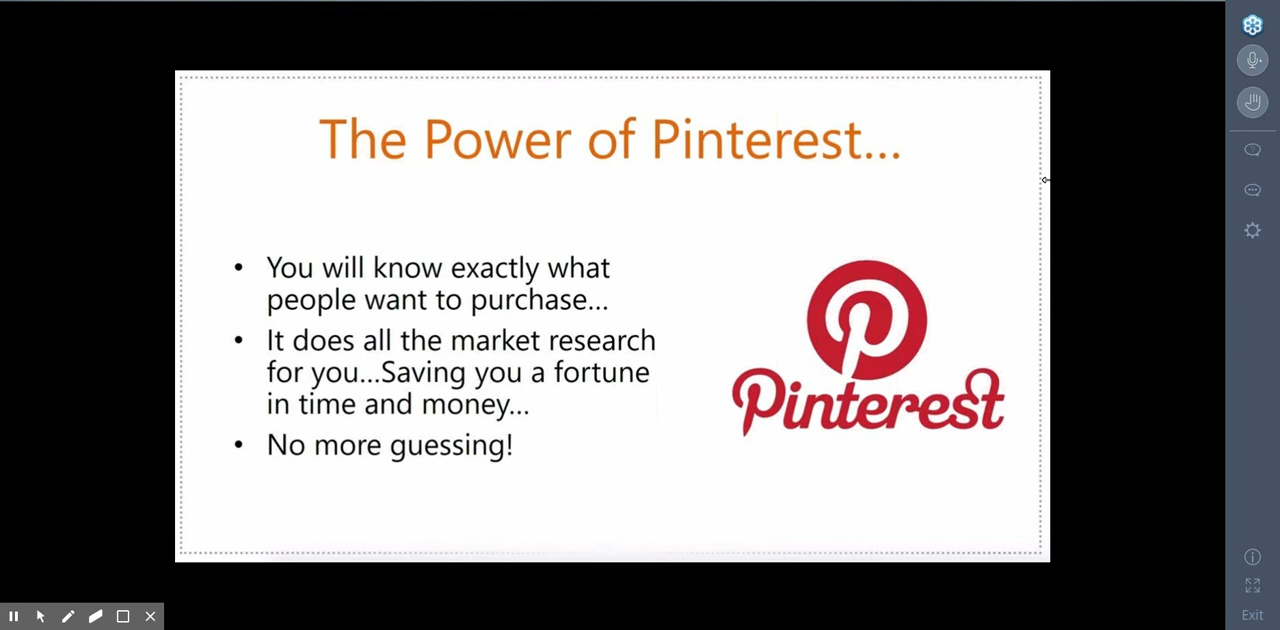 The Power of Pinterest...
• You will know exactly what
people want to purchase...
• It does all the market research
for you...Saving you a fortune
in time and money...
• No more guessing!
Pinterest
Exit